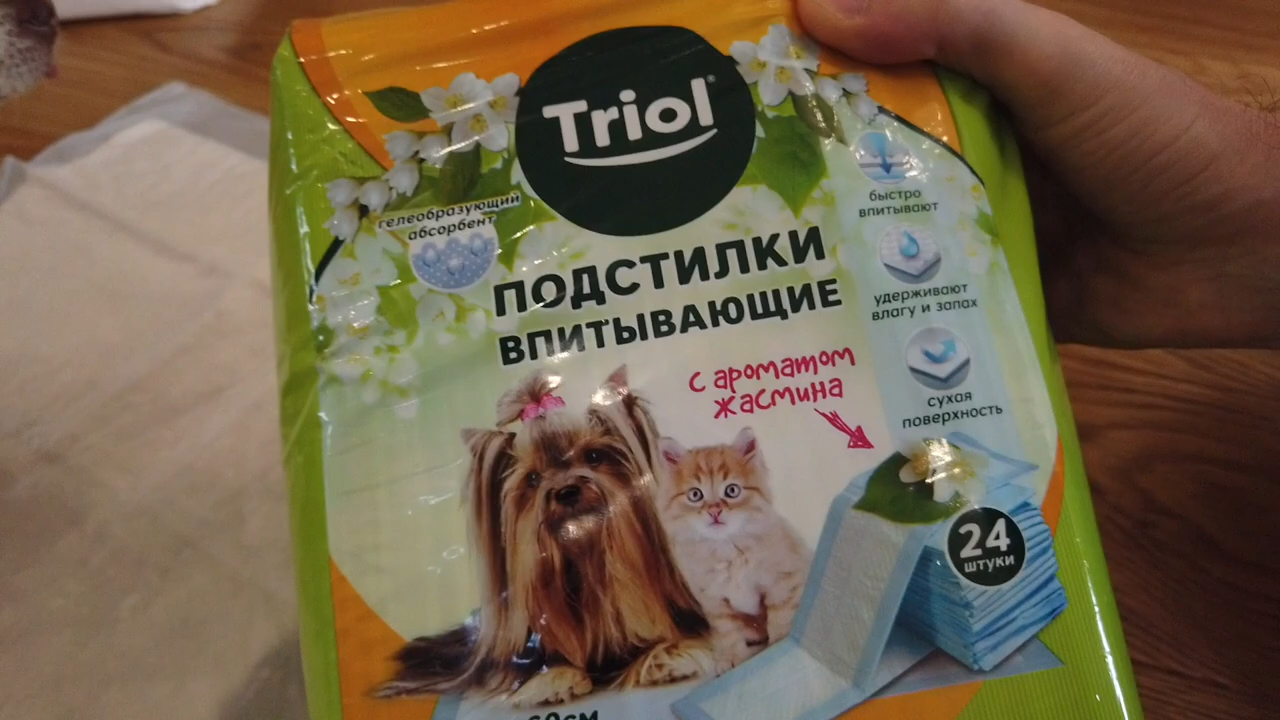 Triol®
гелеобразующий
абсорбент
ПОДСТИЛКИ
ВПИТЫВАЮЩИЕ
с ароматом
жасмина
быстро
впитывают
удерживают
влагу и запах
сухая
поверхность
24
штуки